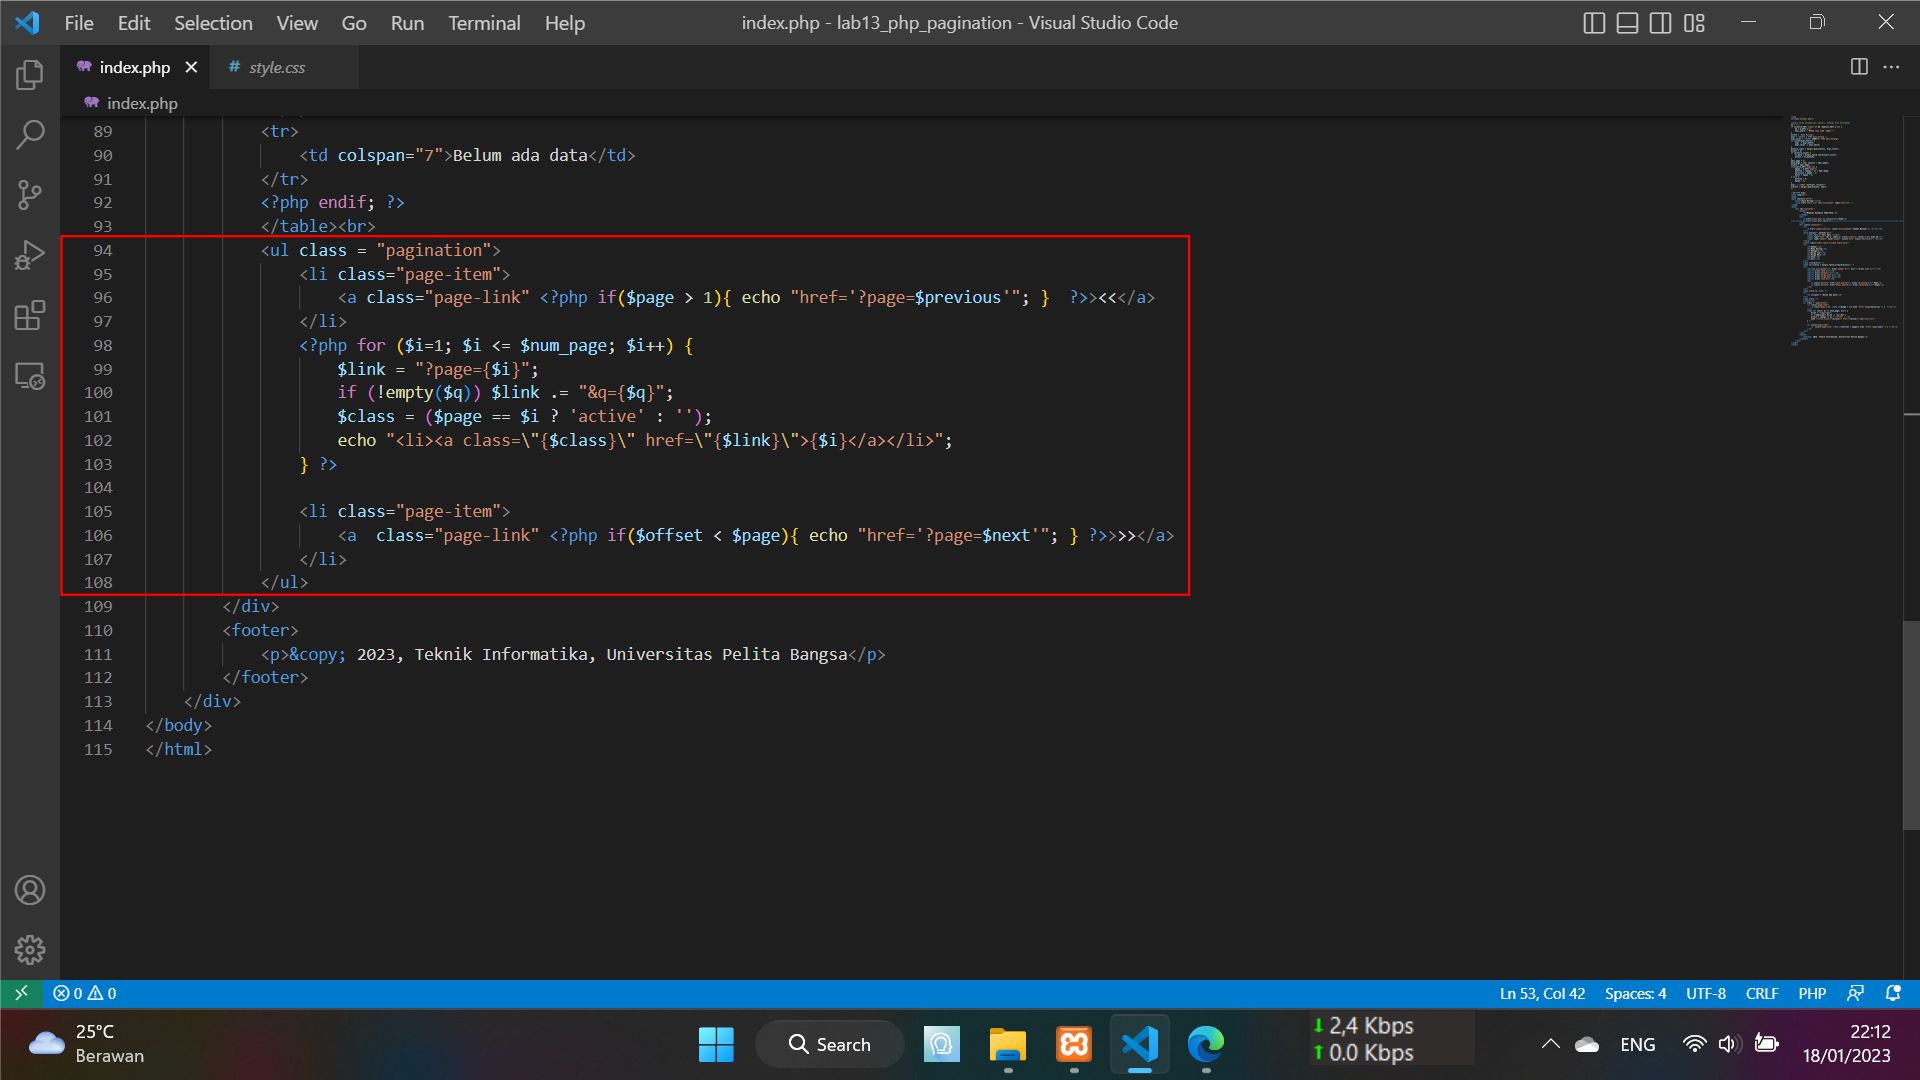 File Edit Selection View Go Run Terminal Help
index.php - lab13_php_pagination - Visual Studio Code
index.php
# style.css
index.php
89 <tr>
90 <td colspan="7">Belum ada data</td>
91 </tr>
92 <?php endif; ?>
93 </table><br>
94 <ul class = "pagination">
95 <li class="page-item">
96 <a class="page-link" <?php if($page > 1){ echo "href='?page=$previous'"; }  ?>><<</a>
97 </li>
98 <?php for ($i=1; $i <= $num_page; $i++) {
99 $link = "?page={$i}";
100 if (!empty($q)) $link .= "&q={$q}";
101 $class = ($page == $i ? 'active' : '');
102 echo "<li><a class=\"{$class}\" href=\"{$link}\">{$i}</a></li>";
103 } ?>
104
105 <li class="page-item">
106 <a  class="page-link" <?php if($offset < $page){ echo "href='?page=$next'"; } ?>>>></a>
107 </li>
108 </ul>
109 </div>
110 <footer>
111 <p>&copy; 2023, Teknik Informatika, Universitas Pelita Bangsa</p>
112 </footer>
113 </div>
114 </body>
115 </html>
0 0
Ln 53, Col 42 Spaces: 4 UTF-8 CRLF PHP
25°C
Berawan
Search
2,4 Kbps
0.0 Kbps
ENG
22:12
18/01/2023